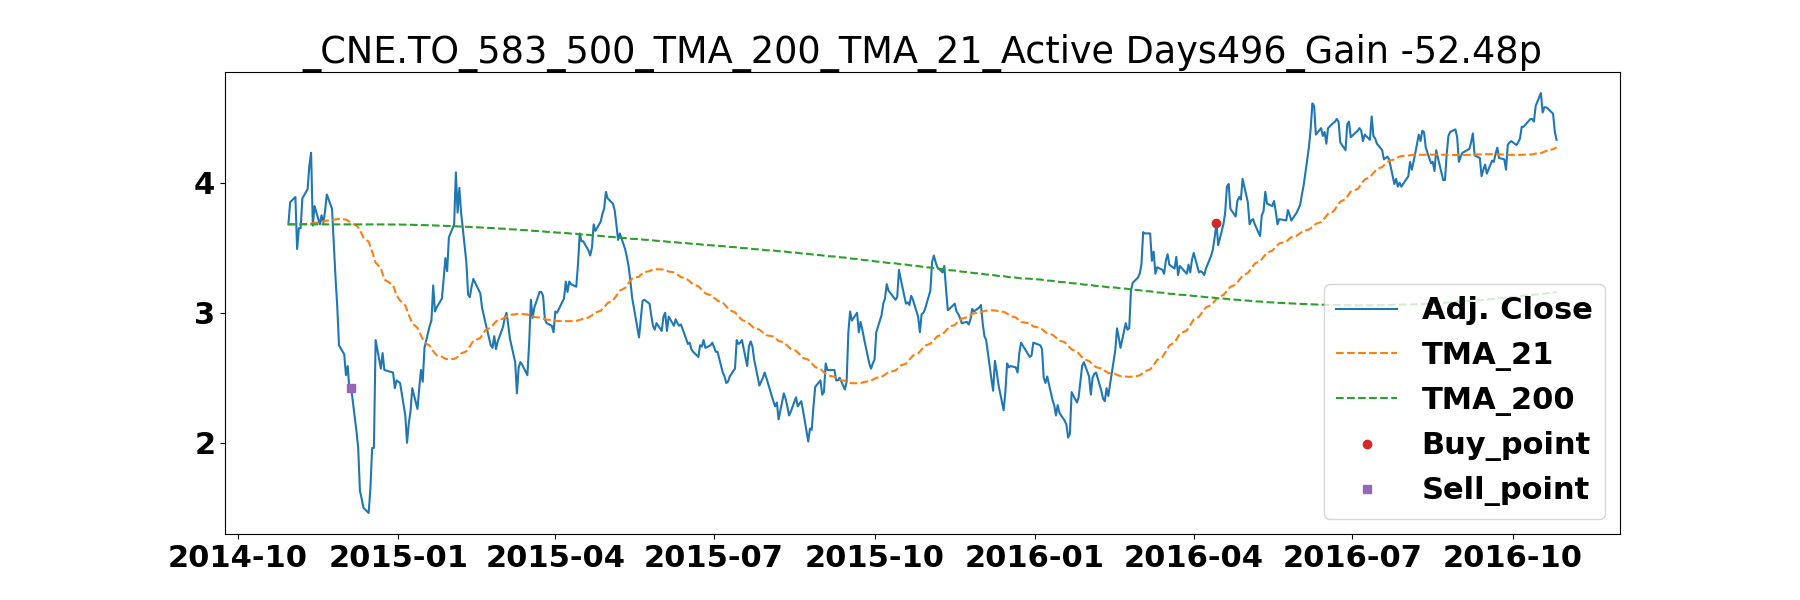 _CNE.TO_583_500_TMA_200_TMA_21_Active Days496_Gain -52.48p
4
3
2
Adj. Close
TMA_21
TMA_200
Buy_point
Sell_point
2014-10 2015-01 2015-04 2015-07 2015-10 2016-01 2016-04 2016-07 2016-10